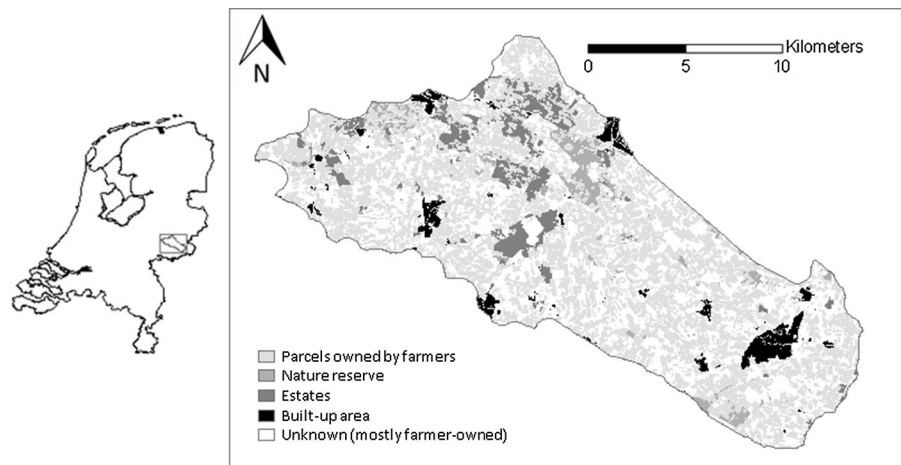 N
Kilometers
0 5 10
Parcels owned by farmers
Nature reserve
Estates
Built-up area
Unknown (mostly farmer-owned)